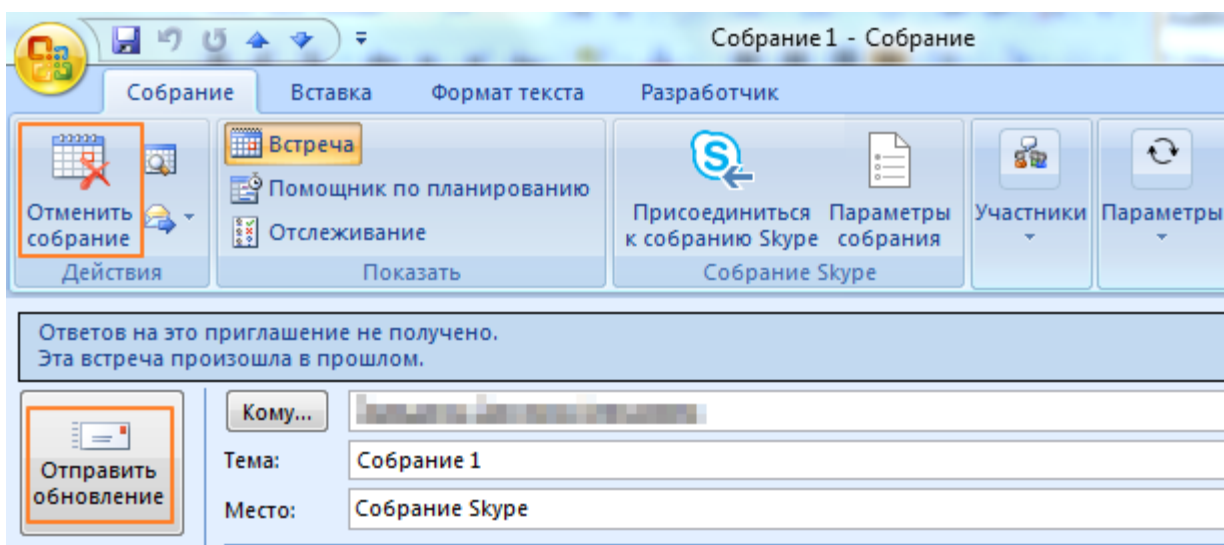 Собрание 1 - Собрание
Собрание Вставка Формат текста Разработчик
Отменить
собрание
Действия
Встреча
Помощник по планированию
Отслеживание
Показать
Присоединиться
к собранию Skype
Параметры
собрания
Собрание Skype
Участники
Параметры
Ответов на это приглашение не получено.
Эта встреча произошла в прошлом.
Отправить
обновление
Кому...
Тема: Собрание 1
Место: Собрание Skype